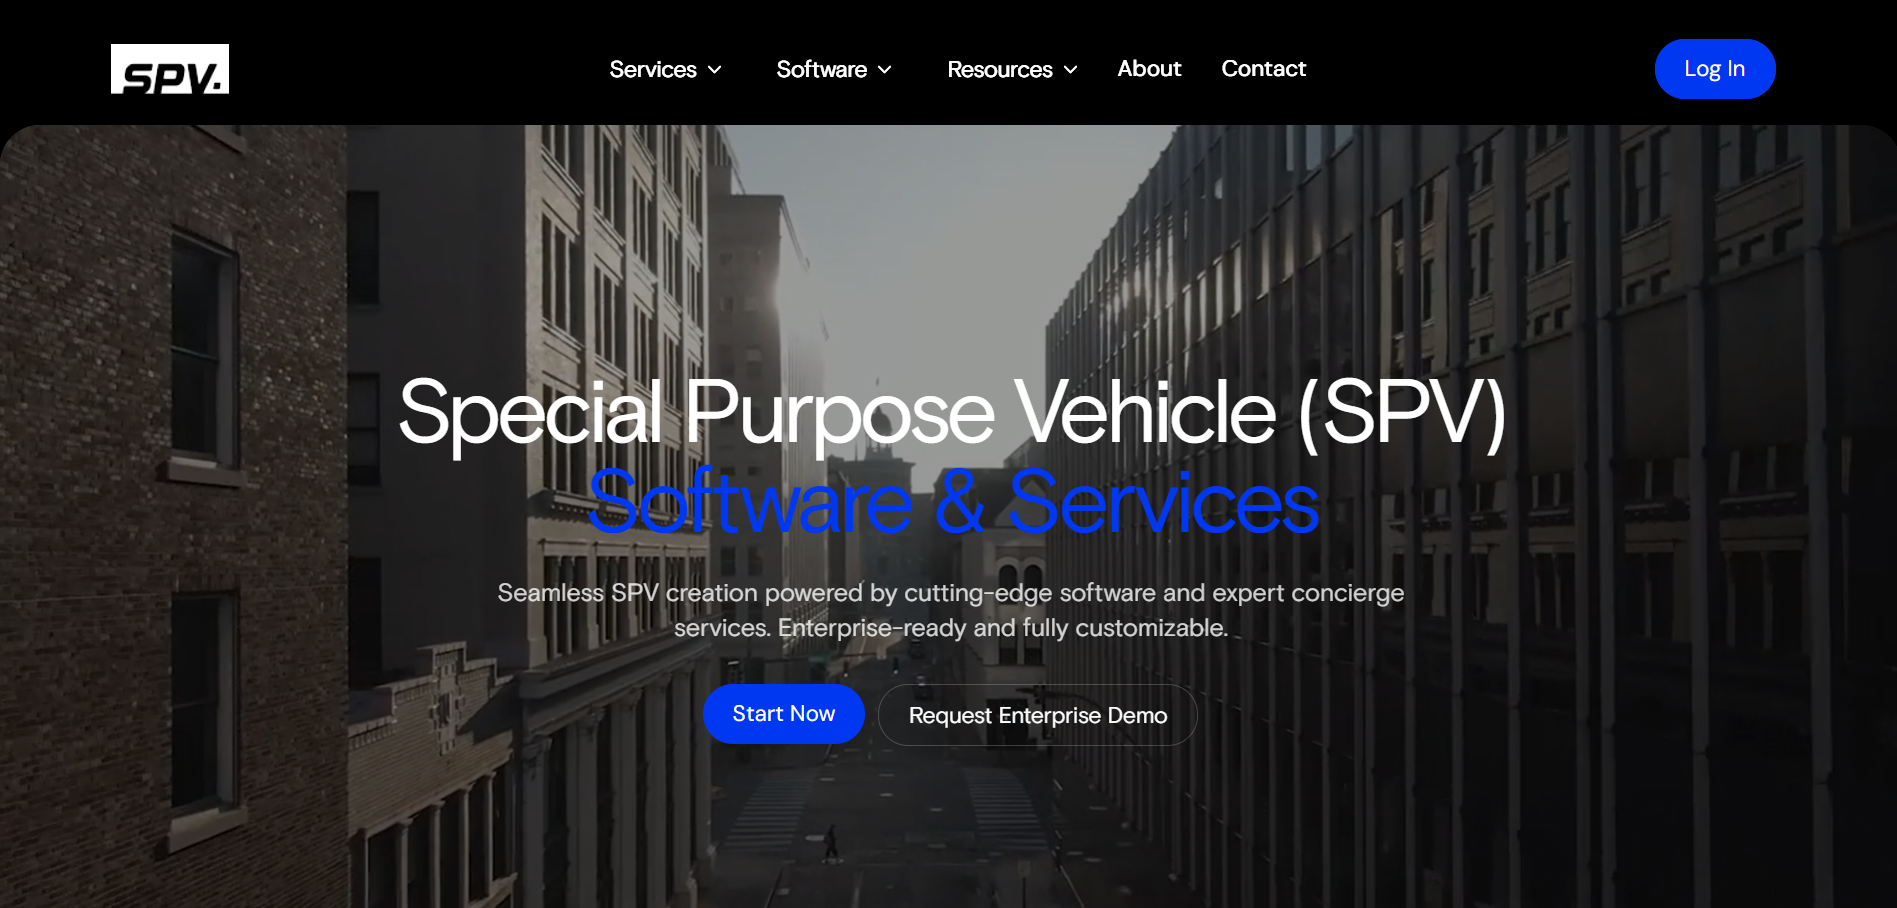 SPV.
Services
Software
Resources
About
Contact
Log In
Special Purpose Vehicle (SPV)
Software & Services
Seamless SPV creation powered by cutting-edge software and expert concierge
services. Enterprise-ready and fully customizable.
Start Now
Request Enterprise Demo